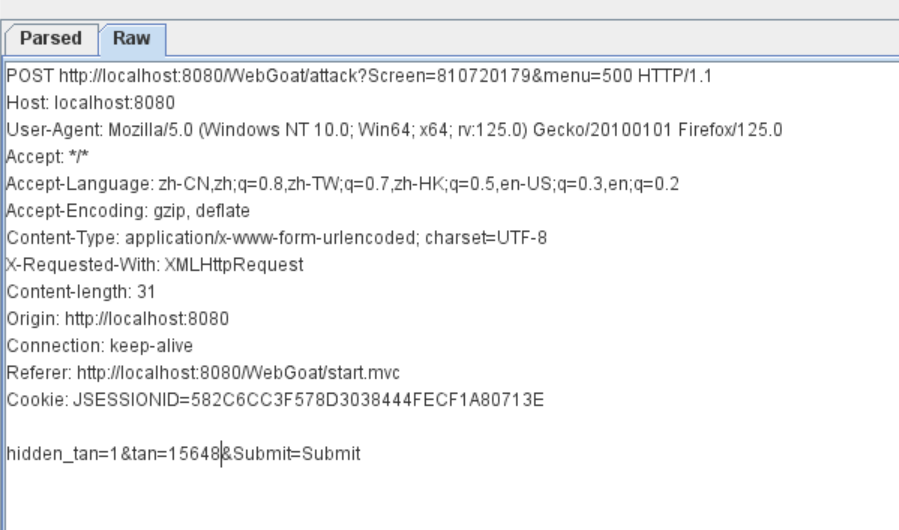 Parsed Raw
POST http://localhost:8080/WebGoat/attack?Screen=810720179&menu=500 HTTP/1.1
Host: localhost:8080
User-Agent: Mozilla/5.0 (Windows NT 10.0; Win64; x64; rv:125.0) Gecko/20100101 Firefox/125.0
Accept: */*
Accept-Language: zh-CN,zh;q=0.8,zh-TW;q=0.7,zh-HK;q=0.5,en-US;q=0.3,en;q=0.2
Accept-Encoding: gzip, deflate
Content-Type: application/x-www-form-urlencoded; charset=UTF-8
X-Requested-With: XMLHttpRequest
Content-length: 31
Origin: http://localhost:8080
Connection: keep-alive
Referer: http://localhost:8080/WebGoat/start.mvc
Cookie: JSESSIONID=582C6CC3F578D3038444FECF1A80713E
hidden_tan=1&tan=15648&Submit=Submit